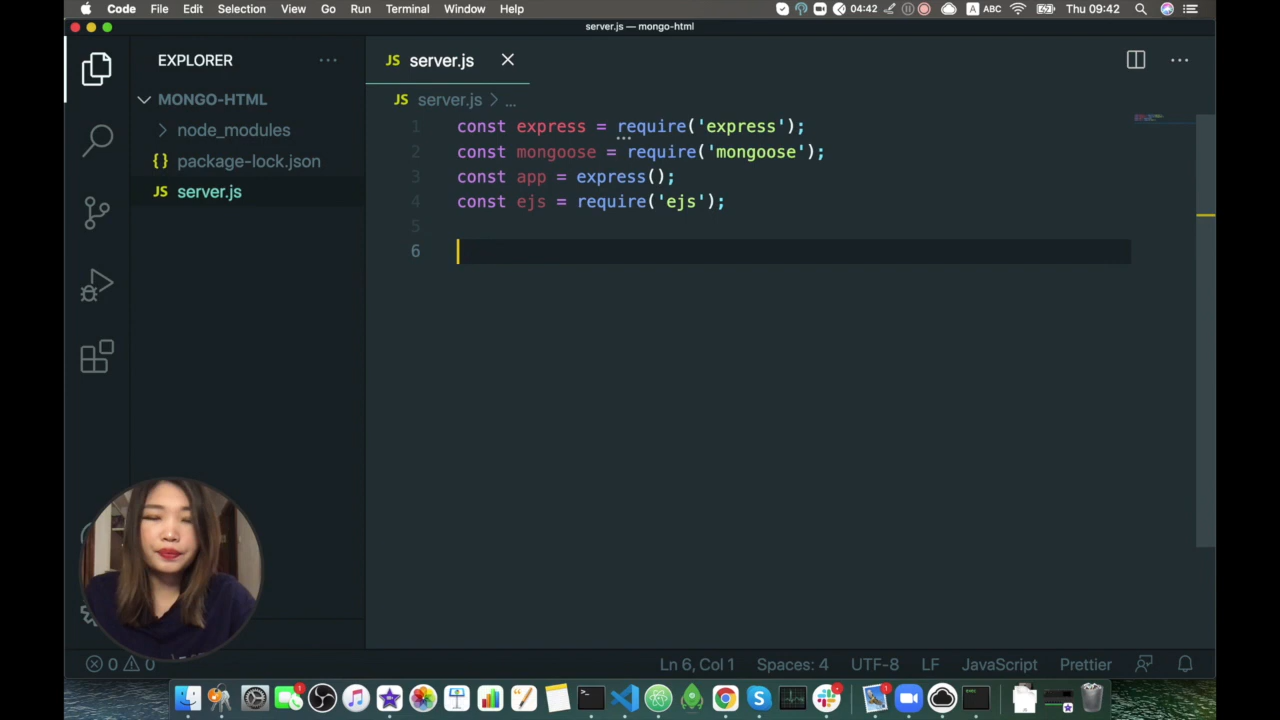 Code File Edit Selection View Go Run Terminal Window Help 04:42 A ABC Thu 09:42
server.js — mongo-html
EXPLORER
MONGO-HTML
node_modules
{} package-lock.json
JS server.js
JS server.js
JS server.js > ...
1 const express = require('express');
2 const mongoose = require('mongoose');
3 const app = express();
4 const ejs = require('ejs');
5
6
0 0
Ln 6, Col 1 Spaces: 4 UTF-8 LF JavaScript Prettier